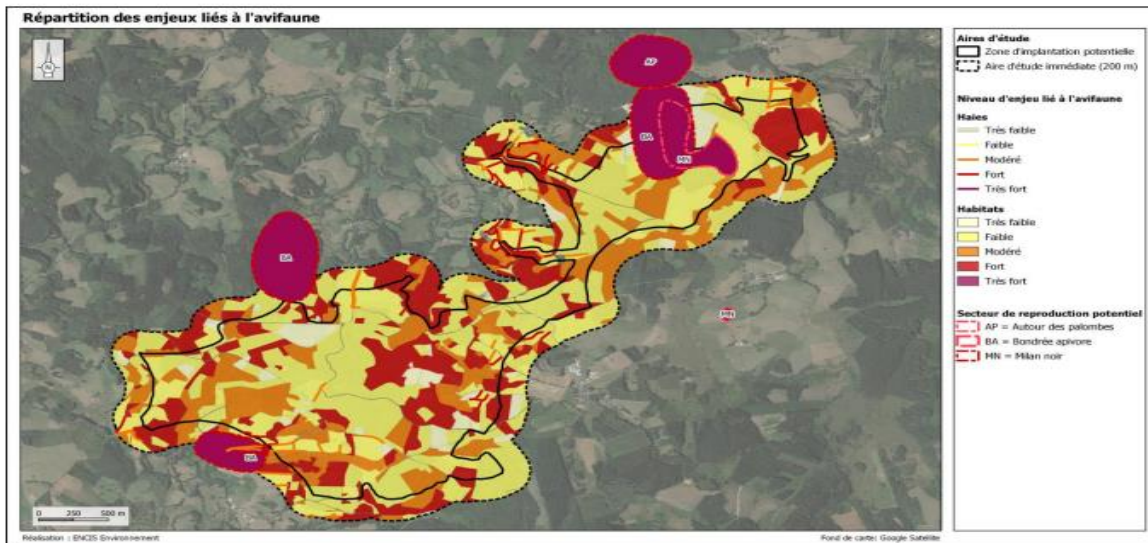 Répartition des enjeux liés à l'avifaune
N
AP
BA
MN
BA
MN
BA
0 250 500 m
Réalisation : ENCIS Environnement
Fond de carte: Google Satellite
Aires d'étude
Zone d'implantation potentielle
Aire d'étude immédiate (200 m)
Niveau d'enjeu lié à l'avifaune
Haies
Très faible
Faible
Modéré
Fort
Très fort
Habitats
Très faible
Faible
Modéré
Fort
Très fort
Secteur de reproduction potentiel
AP = Autour des palombes
BA = Bondrée apivore
MN = Milan noir